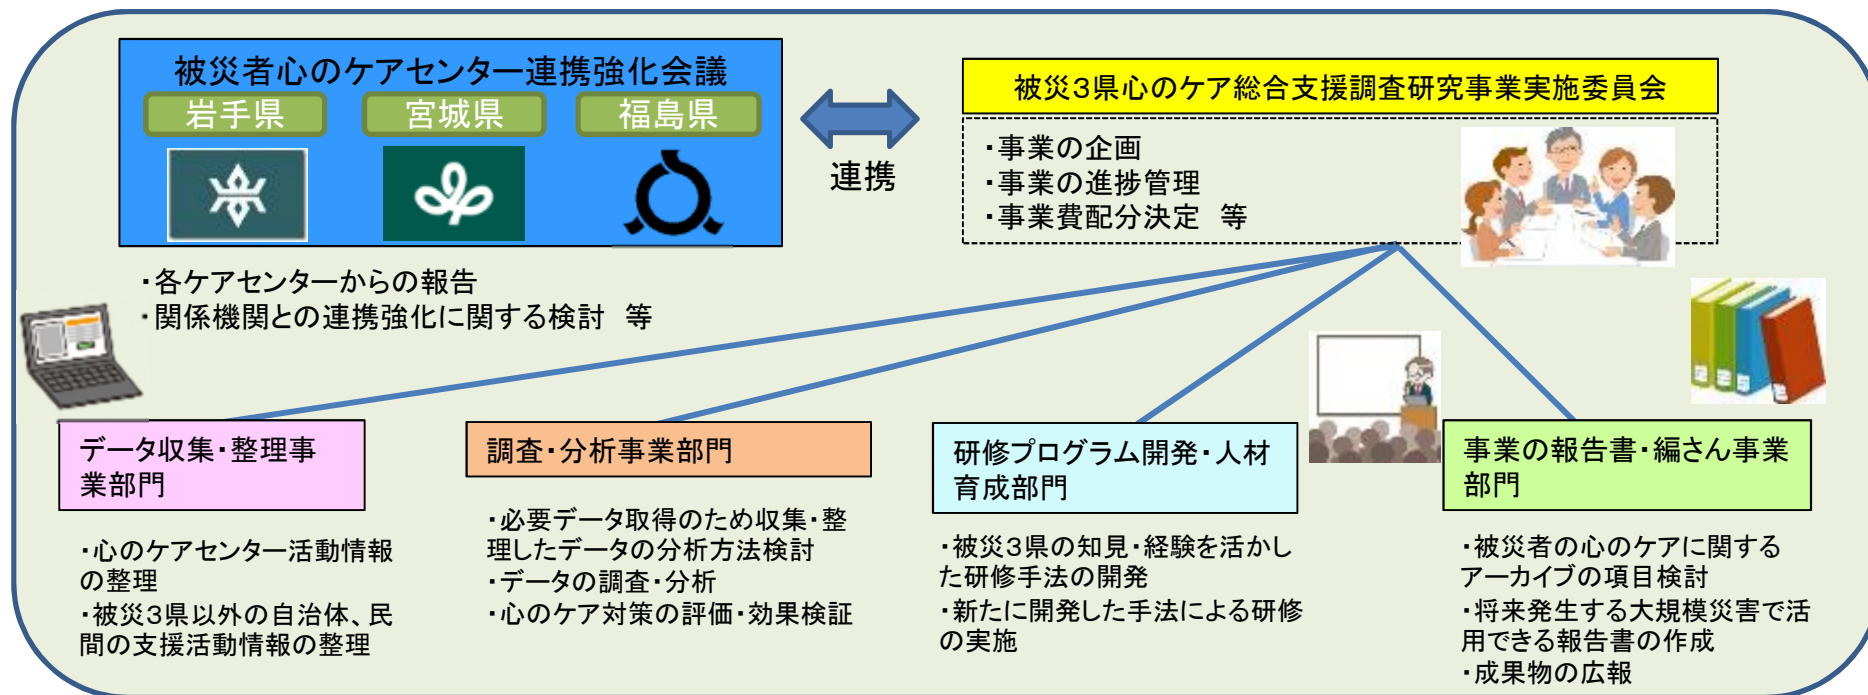 被災者心のケアセンター連携強化会議
岩手県
宮城県
福島県
・各ケアセンターからの報告
・関係機関との連携強化に関する検討　等
連携
被災3県心のケア総合支援調査研究事業実施委員会
・事業の企画
・事業の進捗管理
・事業費配分決定　等
データ収集・整理事
業部門
・心のケアセンター活動情報
の整理
・被災3県以外の自治体、民
間の支援活動情報の整理
調査・分析事業部門
・必要データ取得のため収集・整
理したデータの分析方法検討
・データの調査・分析
・心のケア対策の評価・効果検証
研修プログラム開発・人材
育成部門
・被災3県の知見・経験を活かし
た研修手法の開発
・新たに開発した手法による研修
の実施
事業の報告書・編さん事業
部門
・被災者の心のケアに関する
アーカイブの項目検討
・将来発生する大規模災害で活
用できる報告書の作成
・成果物の広報